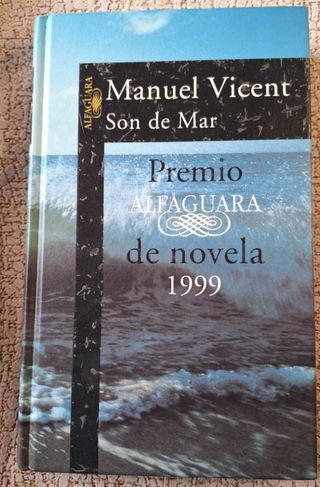 ALFAGUARA
Manuel Vicent
Son de Mar
Premio
ALFAGUARA
de novela
1999